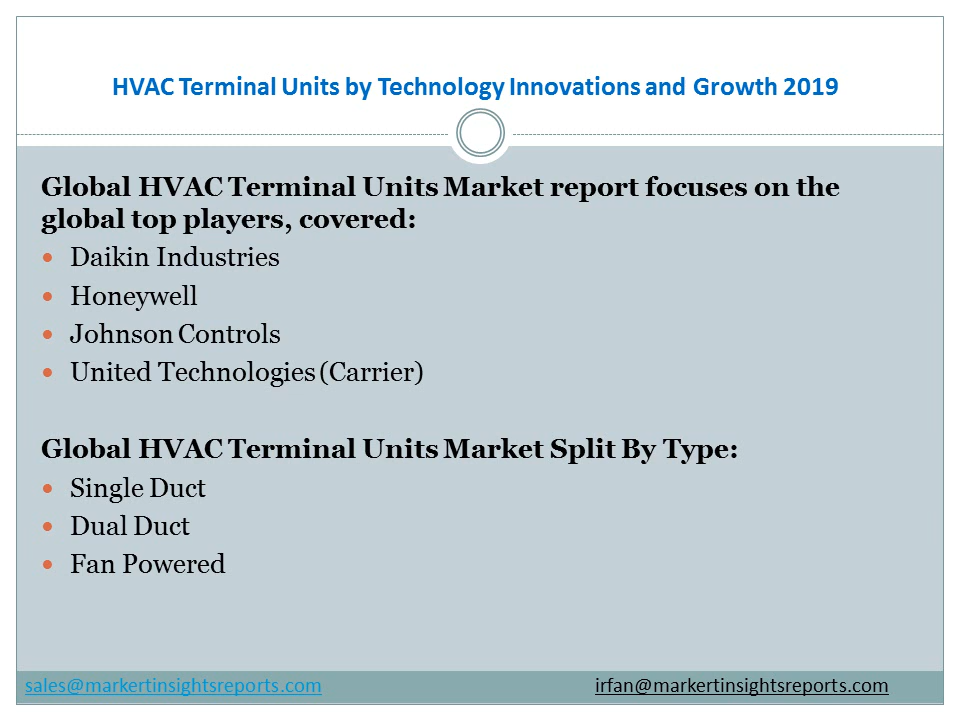 HVAC Terminal Units by Technology Innovations and Growth 2019
Global HVAC Terminal Units Market report focuses on the
global top players, covered:
• Daikin Industries
• Honeywell
• Johnson Controls
• United Technologies (Carrier)
Global HVAC Terminal Units Market Split By Type:
• Single Duct
• Dual Duct
• Fan Powered
sales@markertinsightsreports.com
irfan@markertinsightsreports.com